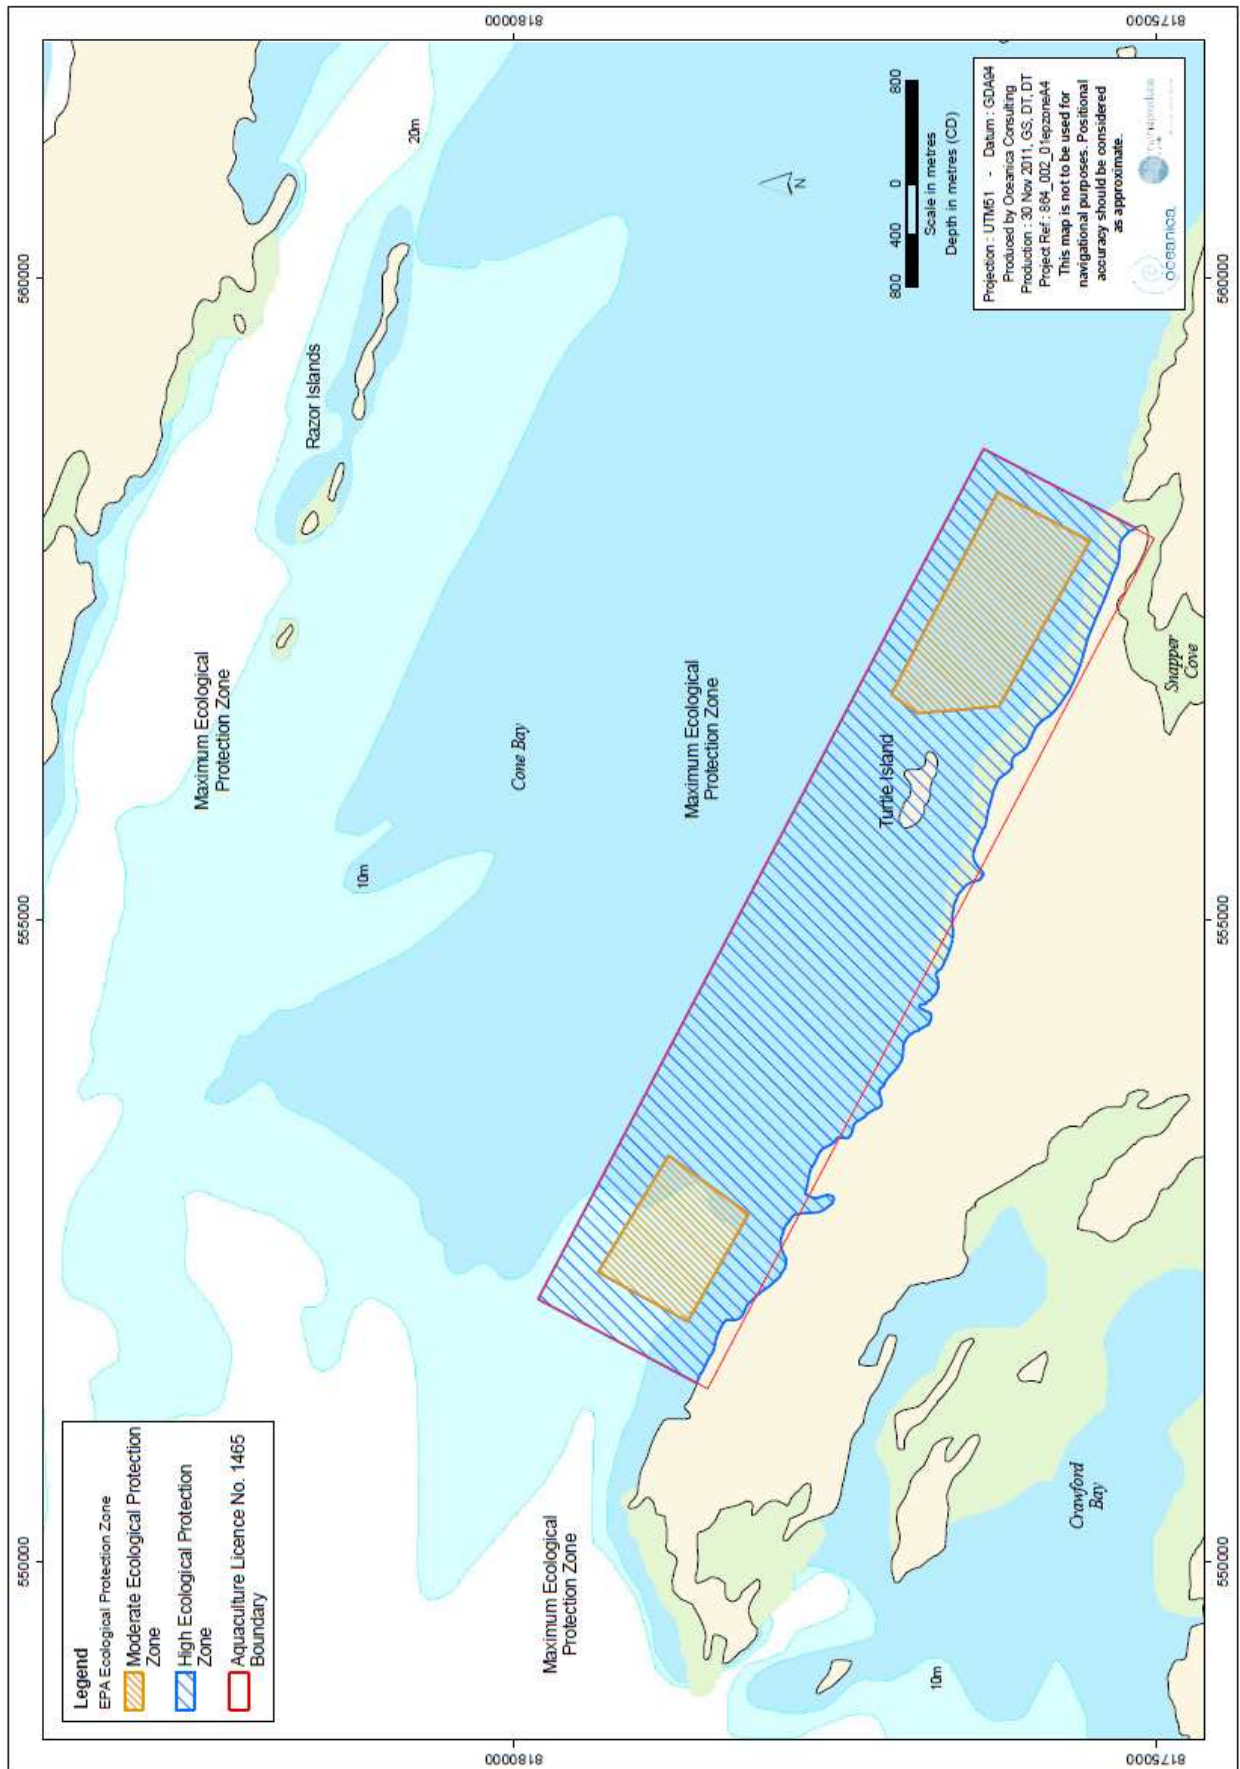 550000
555000
560000
8180000
8180000
8175000
8175000
Legend
EPA Ecological Protection Zone
Moderate Ecological Protection
Zone
High Ecological Protection
Zone
Aquaculture Licence No. 1465
Boundary
Maximum Ecological
Protection Zone
Razor Islands
20m
10m
Cone Bay
Maximum Ecological
Protection Zone
Maximum Ecological
Protection Zone
Turtle Island
Snapper
Cove
Crawford
Bay
10m
N
800 400 0 800
Scale in metres
Depth in metres (CD)
Projection : UTM51 - Datum : GDA94
Produced by Oceanica Consulting
Production : 30 Nov 2011, GS, DT, DT
Project Ref : 864_002_01epzoneA4
This map is not to be used for
navigational purposes. Positional
accuracy should be considered
as approximate.
oceanica
550000
555000
560000